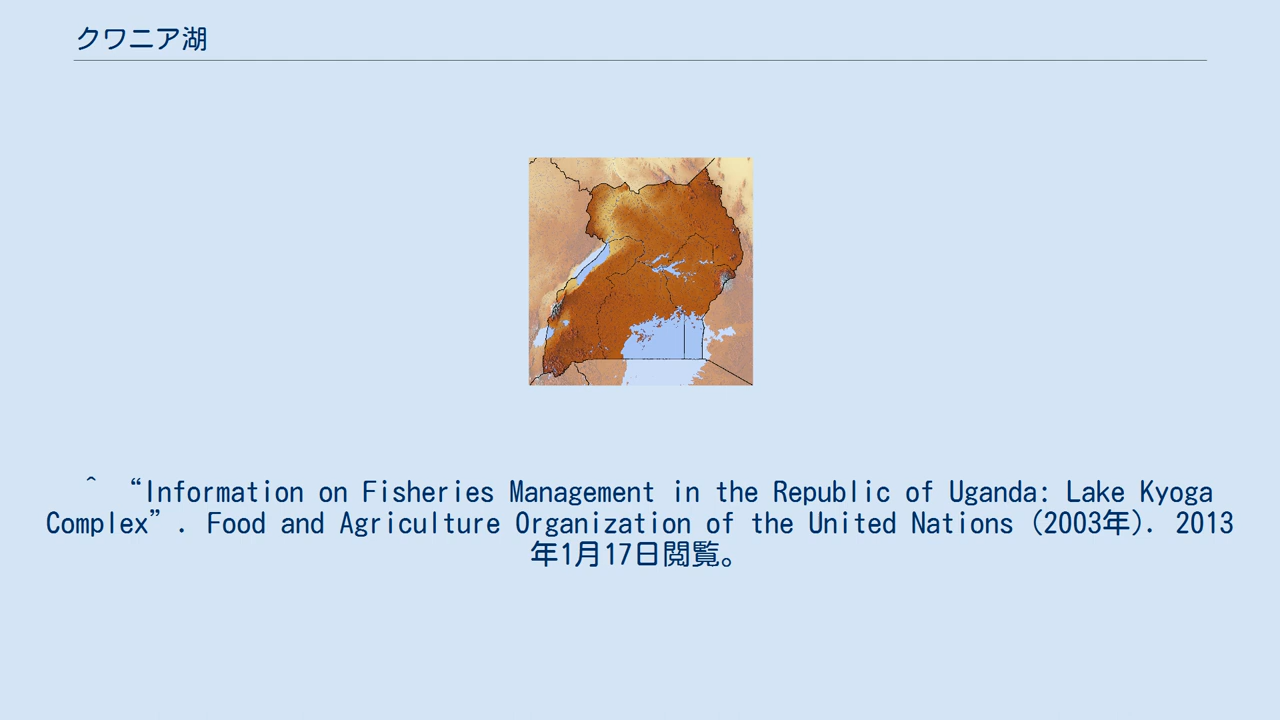 クワニア湖
^ “Information on Fisheries Management in the Republic of Uganda: Lake Kyoga
Complex”. Food and Agriculture Organization of the United Nations (2003年). 2013
年1月17日閲覧。